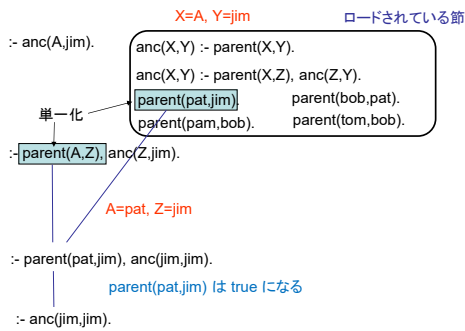 X=A, Y=jim
ロードされている節
:- anc(A,jim).
anc(X,Y) :- parent(X,Y).
anc(X,Y) :- parent(X,Z), anc(Z,Y).
parent(pat,jim). parent(bob,pat).
parent(pam,bob). parent(tom,bob).
単一化
:- parent(A,Z), anc(Z,jim).
A=pat, Z=jim
:- parent(pat,jim), anc(jim,jim).
parent(pat,jim) は true になる
:- anc(jim,jim).